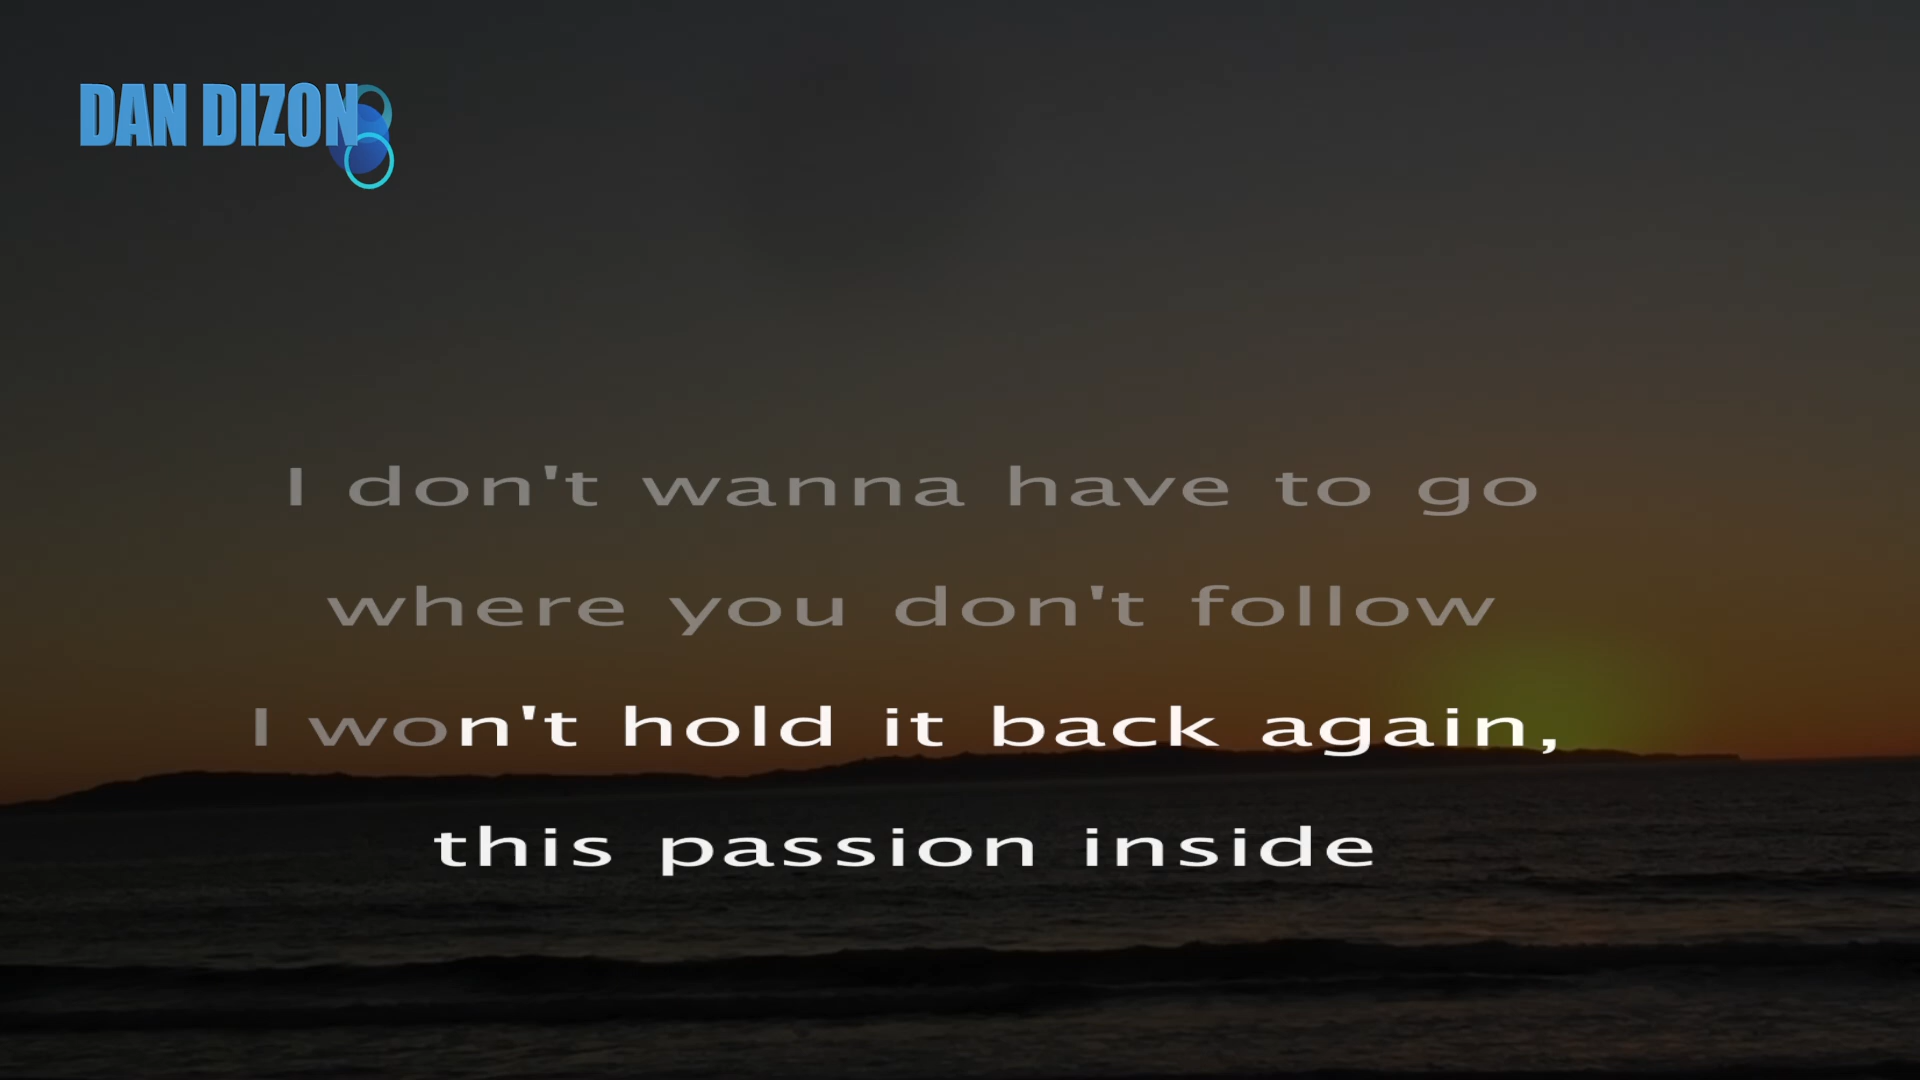 DAN DIZON
I don't wanna have to go
where you don't follow
I won't hold it back again,
this passion inside